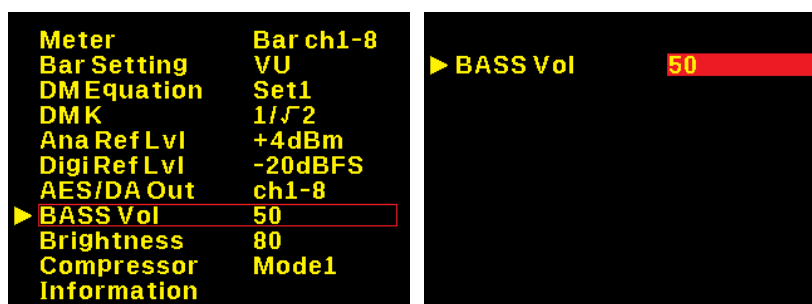 Meter Bar ch1-8
Bar Setting VU
DM Equation Set1
DM K 1/√2
Ana Ref Lvl +4dBm
Digi Ref Lvl -20dBFS
AES/DA Out ch1-8
▶ BASS Vol 50
Brightness 80
Compressor Mode1
Information
▶ BASS Vol 50